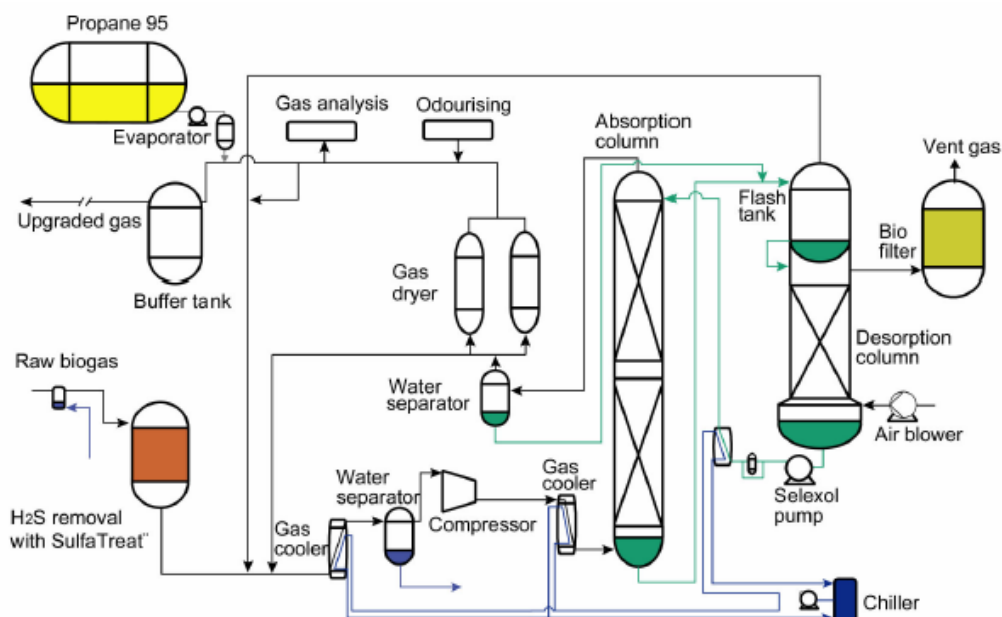 Propane 95
Evaporator
Gas analysis
Odourising
Absorption
column
Vent gas
Upgraded gas
Buffer tank
Gas
dryer
Flash
tank
Bio
filter
Raw biogas
Water
separator
Desorption
column
Air blower
H2S removal
with SulfaTreat¨
Gas
cooler
Water
separator
Compressor
Gas
cooler
Selexol
pump
Chiller